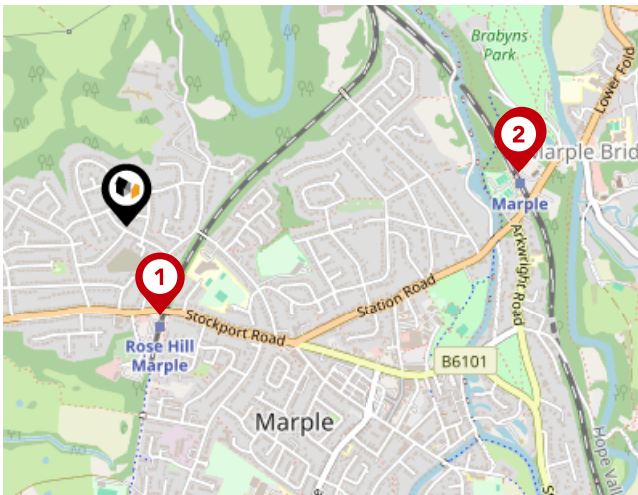 Brabyns
Park
Lower Fold
2
Marple Brid
Marple
1
Arkwright Road
Station Road
Stockport Road
Rose Hill
Marple
B6101
Marple
Hope Val
S